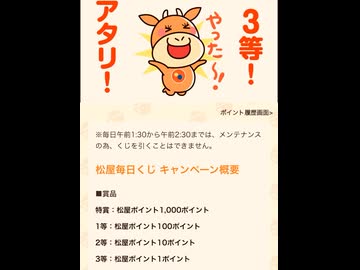 3等！
やった〜！
アタリ！
ポイント履歴画面>
※毎日午前1:30から午前2:30までは、メンテナンス
の為、くじを引くことはできません。
松屋毎日くじ キャンペーン概要
■賞品
特賞：松屋ポイント1,000ポイント
1等：松屋ポイント100ポイント
2等：松屋ポイント10ポイント
3等：松屋ポイント1ポイント